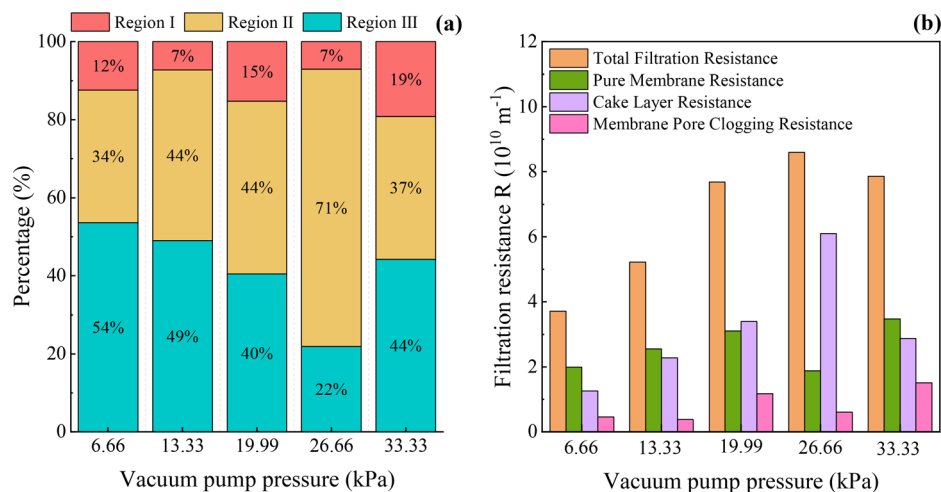 Region I Region II Region III (a)
100
80
60
40
20
0
Percentage (%)
12% 7% 15% 7% 19%
34% 44% 44% 71% 37%
54% 49% 40% 22% 44%
6.66 13.33 19.99 26.66 33.33
Vacuum pump pressure (kPa)
(b)
Total Filtration Resistance
Pure Membrane Resistance
Cake Layer Resistance
Membrane Pore Clogging Resistance
12
10
8
6
4
2
0
Filtration resistance R (10¹⁰ m⁻¹)
6.66 13.33 19.99 26.66 33.33
Vacuum pump pressure (kPa)